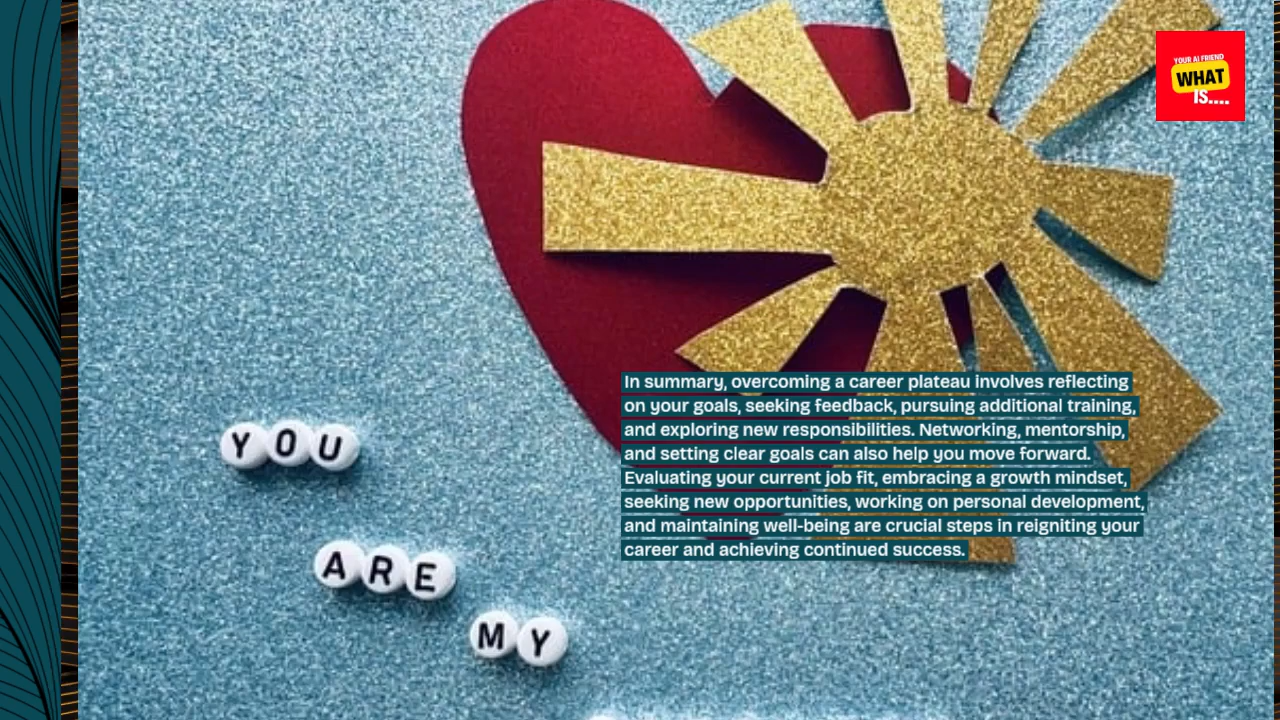 YOUR AI FRIEND
WHAT
IS....
In summary, overcoming a career plateau involves reflecting
on your goals, seeking feedback, pursuing additional training,
and exploring new responsibilities. Networking, mentorship,
and setting clear goals can also help you move forward.
Evaluating your current job fit, embracing a growth mindset,
seeking new opportunities, working on personal development,
and maintaining well-being are crucial steps in reigniting your
career and achieving continued success.
YOU
ARE
MY